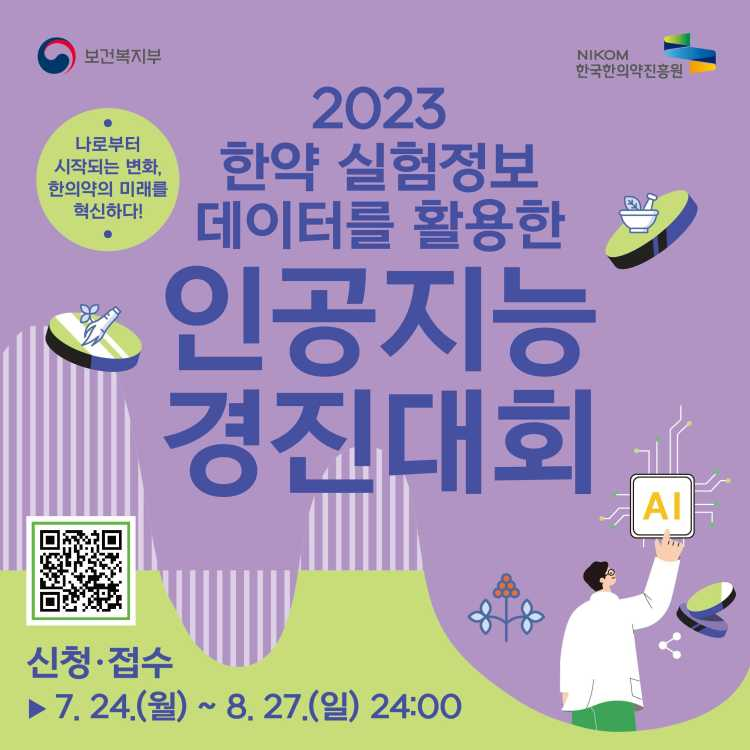 보건복지부
NIKOM
한국한의약진흥원
나로부터
시작되는 변화,
한의약의 미래를
혁신하다!
2023
한약 실험정보
데이터를 활용한
인공지능
경진대회
AI
신청·접수
▶ 7. 24.(월) ~ 8. 27.(일) 24:00